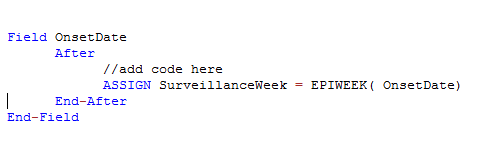 Field OnsetDate
After
//add code here
ASSIGN SurveillanceWeek = EPIWEEK( OnsetDate)
End-After
End-Field